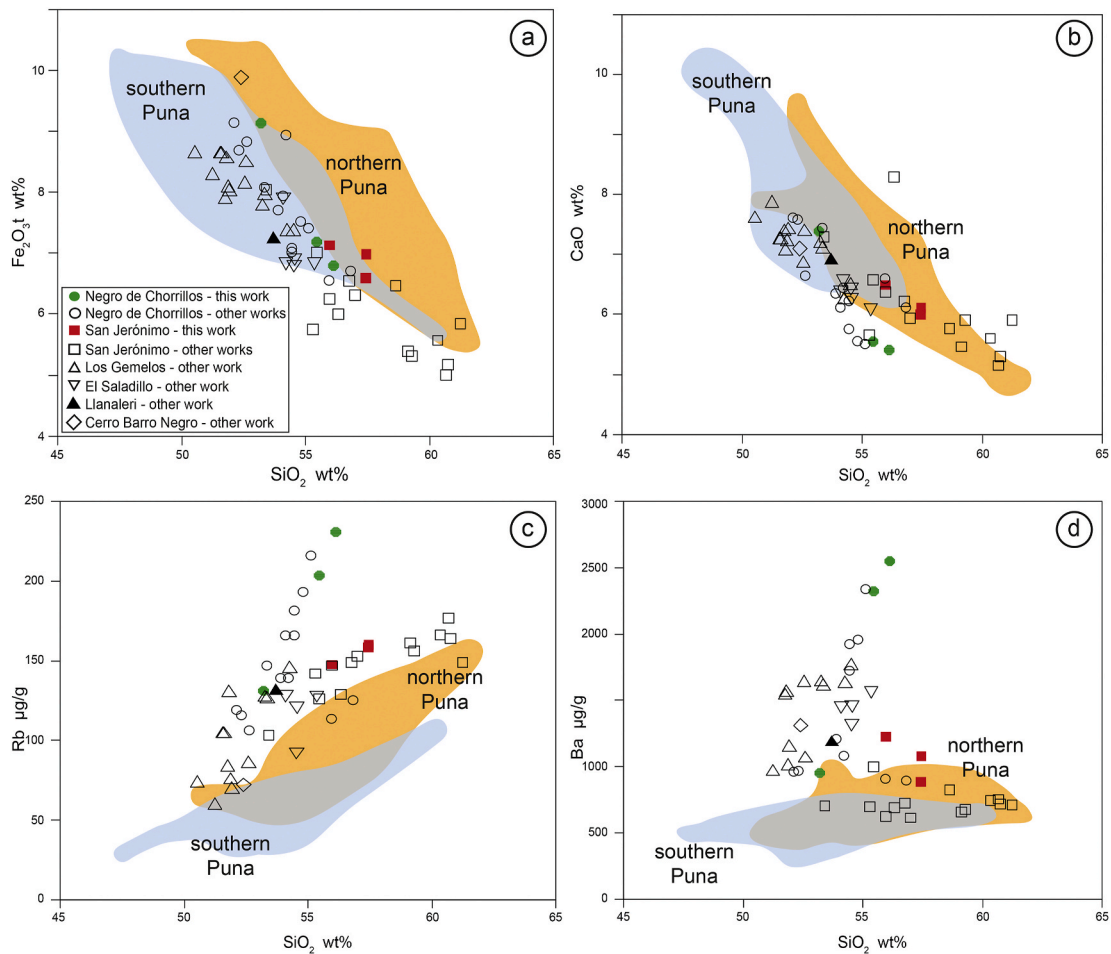 a
10
8
6
4
Fe2O3t wt%
southern
Puna
northern
Puna
Negro de Chorrillos - this work
Negro de Chorrillos - other works
San Jerónimo - this work
San Jerónimo - other works
Los Gemelos - other work
El Saladillo - other work
Llanaleri - other work
Cerro Barro Negro - other work
45 50 55 60 65
SiO2 wt%
b
10
8
6
4
CaO wt%
southern
Puna
northern
Puna
45 50 55 60 65
SiO2 wt%
c
250
200
150
100
50
0
Rb µg/g
northern
Puna
southern
Puna
45 50 55 60 65
SiO2 wt%
d
3000
2500
2000
1000
500
0
Ba µg/g
northern
Puna
southern
Puna
45 50 55 60 65
SiO2 wt%